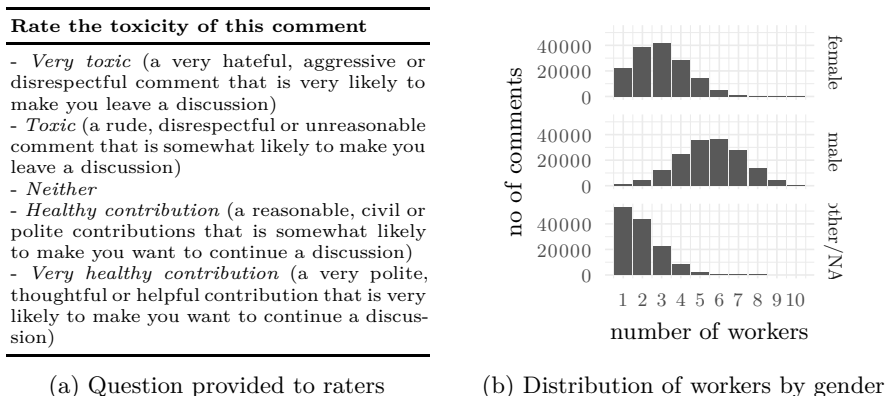 Rate the toxicity of this comment
- Very toxic (a very hateful, aggressive or
disrespectful comment that is very likely to
make you leave a discussion)
- Toxic (a rude, disrespectful or unreasonable
comment that is somewhat likely to make you
leave a discussion)
- Neither
- Healthy contribution (a reasonable, civil or
polite contributions that is somewhat likely
to make you want to continue a discussion)
- Very healthy contribution (a very polite,
thoughtful or helpful contribution that is very
likely to make you want to continue a discus-
sion)
(a) Question provided to raters
no of comments
40000
20000
0
female
40000
20000
0
male
40000
20000
0
other/NA
1 2 3 4 5 6 7 8 9 10
number of workers
(b) Distribution of workers by gender